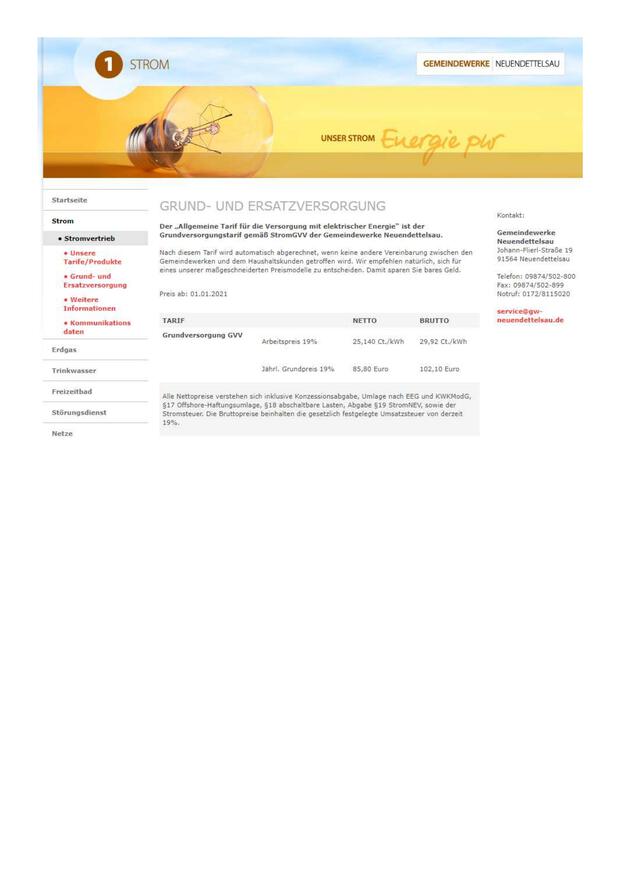 1 STROM
GEMEINDEWERKE NEUENDETTELSAU
UNSER STROM Energie pur
Startseite
Strom
• Stromvertrieb
• Unsere
Tarife/Produkte
• Grund- und
Ersatzversorgung
• Weitere
Informationen
• Kommunikations
daten
Erdgas
Trinkwasser
Freizeitbad
Störungsdienst
Netze
GRUND- UND ERSATZVERSORGUNG
Der „Allgemeine Tarif für die Versorgung mit elektrischer Energie" ist der
Grundversorgungstarif gemäß StromGVV der Gemeindewerke Neuendettelsau.
Nach diesem Tarif wird automatisch abgerechnet, wenn keine andere Vereinbarung zwischen den
Gemeindewerken und dem Haushaltskunden getroffen wird. Wir empfehlen natürlich, sich für
eines unserer maßgeschneiderten Preismodelle zu entscheiden. Damit sparen Sie bares Geld.
Preis ab: 01.01.2021
TARIF NETTO BRUTTO
Grundversorgung GVV
Arbeitspreis 19% 25,140 Ct./kWh 29,92 Ct./kWh
Jährl. Grundpreis 19% 85,80 Euro 102,10 Euro
Alle Nettopreise verstehen sich inklusive Konzessionsabgabe, Umlage nach EEG und KWKModG,
§17 Offshore-Haftungsumlage, §18 abschaltbare Lasten, Abgabe §19 StromNEV, sowie der
Stromsteuer. Die Bruttopreise beinhalten die gesetzlich festgelegte Umsatzsteuer von derzeit
19%.
Kontakt:
Gemeindewerke
Neuendettelsau
Johann-Flierl-Straße 19
91564 Neuendettelsau
Telefon: 09874/502-800
Fax: 09874/502-899
Notruf: 0172/8115020
service@gw-
neuendettelsau.de